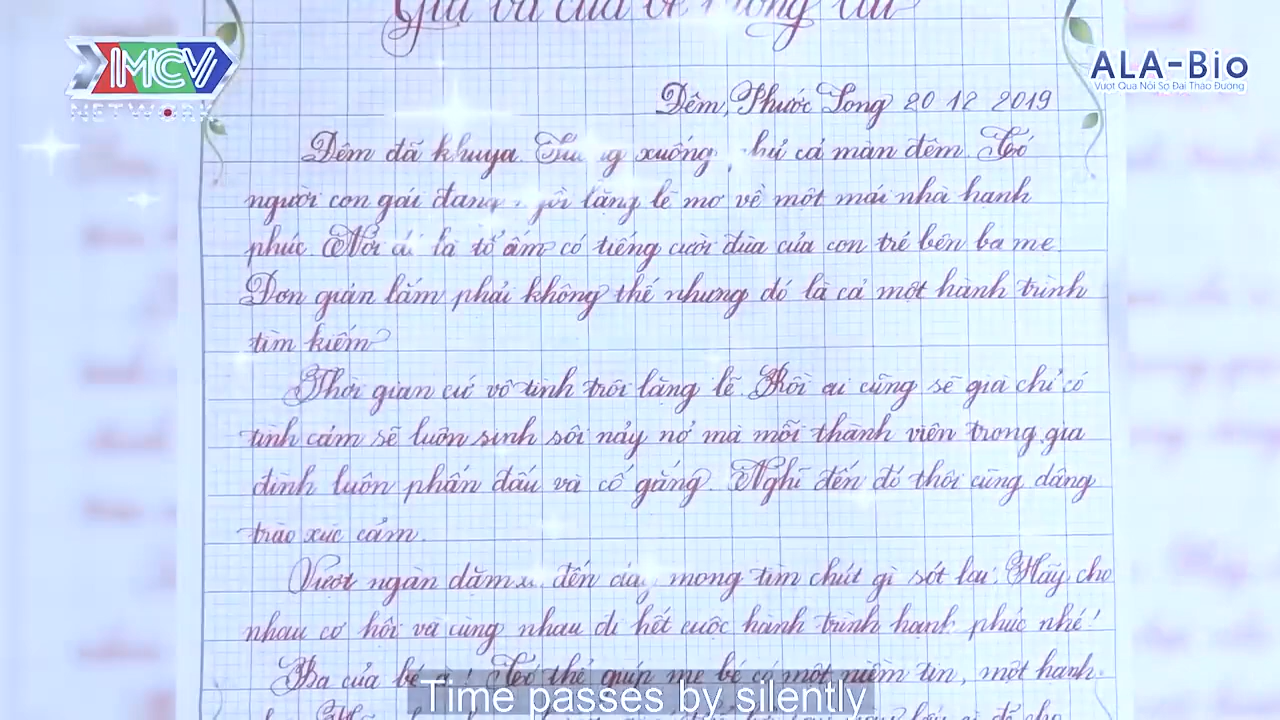 MCV
NETWORK
ALA-Bio
Vượt Qua Nỗi Sợ Đái Tháo Đường
Đêm, Phước Long 20 12 2019
Đêm đã khuya. xuống cả màn đêm. Có
người con gái đang lặng lẽ mơ về một mái nhà hạnh
phúc. Nơi là tổ ấm có tiếng cười đùa của con trẻ bên ba mẹ
Đơn giản lắm phải không thế nhưng đó là cả một hành trình
tìm kiếm
Thời gian cứ vô tình trôi lặng lẽ. Rồi ai cũng sẽ già chỉ có
tình cảm sẽ luôn sinh sôi nảy nở mà mỗi thành viên trong gia
đình luôn phấn đấu và cố gắng. Nghĩ đến đó thôi cũng dâng
trào xúc cảm.
Vượt ngàn dặm đến đây mong tìm chút gì sót lại. Hãy cho
nhau cơ hội và cùng nhau đi hết cuộc hành trình hạnh phúc nhé!
Ba của bé à! Có thể giúp mẹ bé có một niềm tin, một hạnh
Time passes by silently